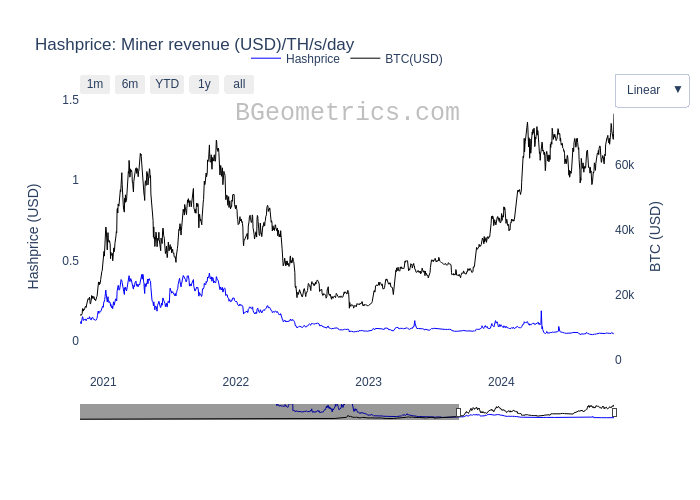 Hashprice: Miner revenue (USD)/TH/s/day
Hashprice BTC(USD)
1m 6m YTD 1y all
Linear ▼
BGeometrics.com
1.5
1
0.5
0
Hashprice (USD)
60k
40k
20k
0
BTC (USD)
2021 2022 2023 2024